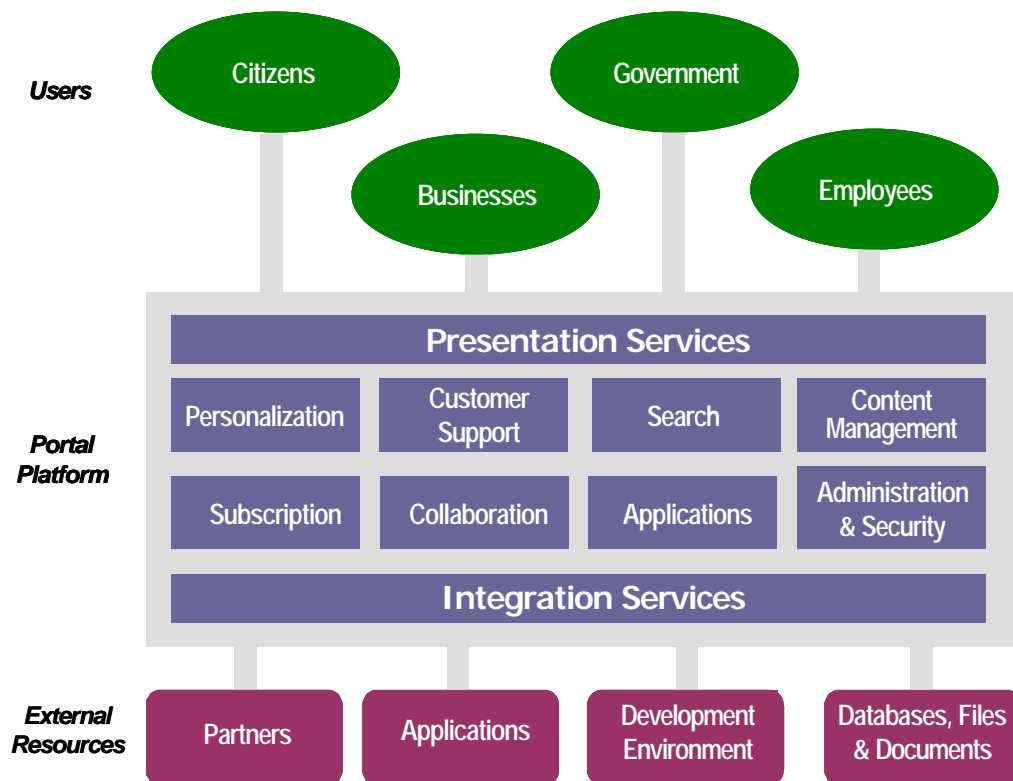 Citizens
Government
Users
Businesses
Employees
Presentation Services
Personalization
Customer
Support
Search
Content
Management
Portal
Platform
Subscription
Collaboration
Applications
Administration
& Security
Integration Services
External
Resources
Partners
Applications
Development
Environment
Databases, Files
& Documents